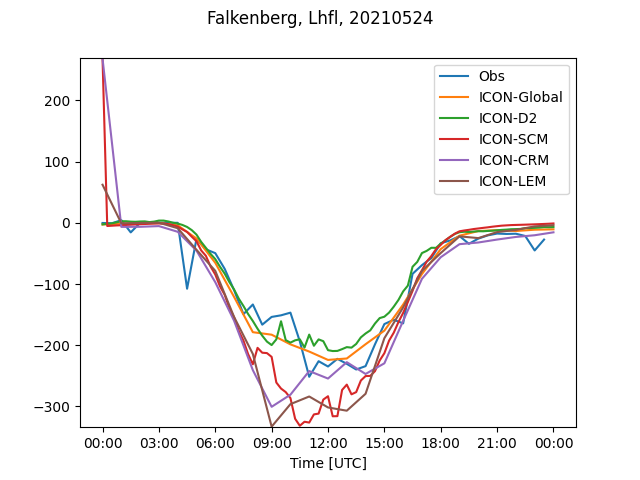 Falkenberg, Lhfl, 20210524
Obs
ICON-Global
ICON-D2
ICON-SCM
ICON-CRM
ICON-LEM
200
100
0
−100
−200
−300
00:00 03:00 06:00 09:00 12:00 15:00 18:00 21:00 00:00
Time [UTC]